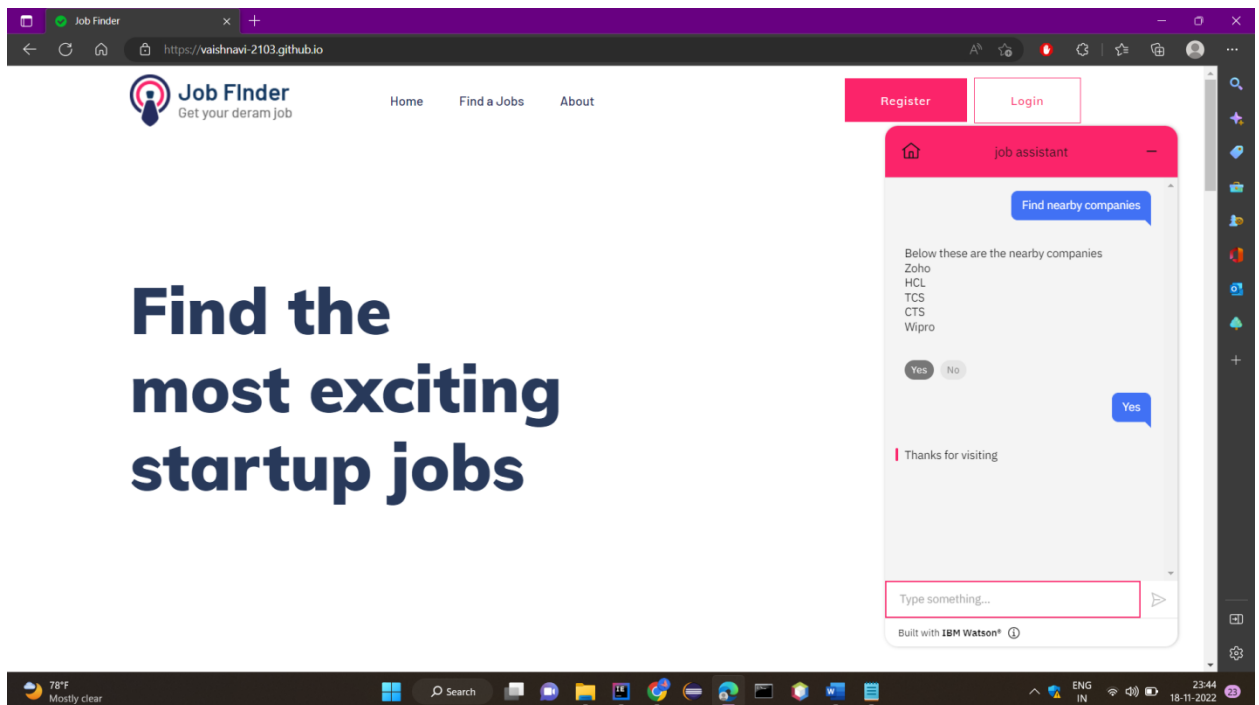 Job Finder
https://vaishnavi-2103.github.io
Job FInder
Get your deram job
Home Find a Jobs About
Register Login
job assistant
Find nearby companies
Below these are the nearby companies
Zoho
HCL
TCS
CTS
Wipro
Yes No
Yes
Thanks for visiting
Type something...
Built with IBM Watson®
Find the
most exciting
startup jobs
78°F
Mostly clear
Search
ENG
IN
23:44
18-11-2022
23